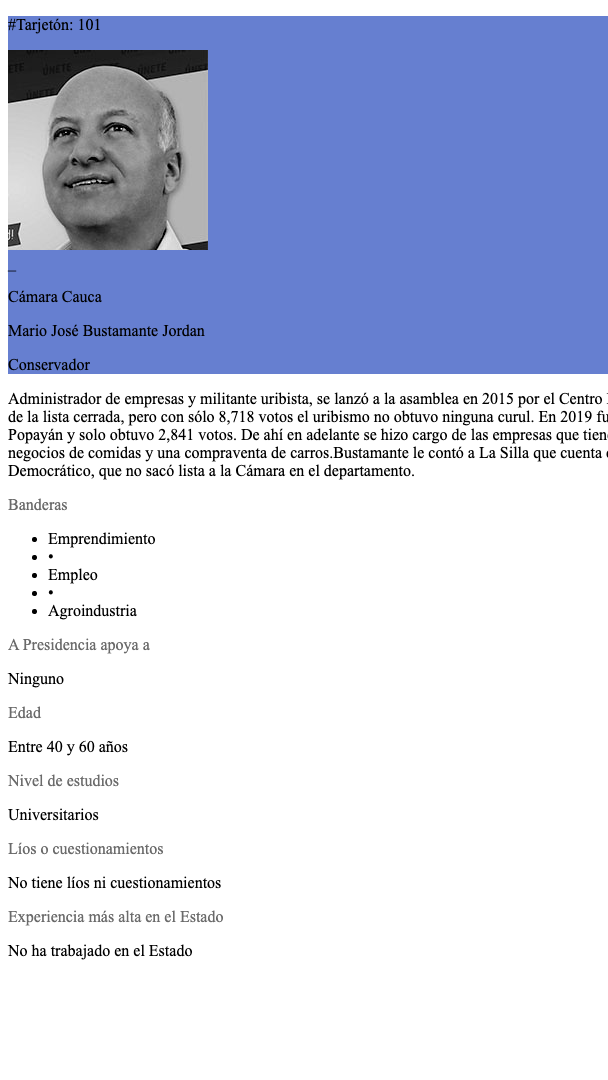 #Tarjetón: 101
ÚNETE
ÚNETE
ÚNETE
_
Cámara Cauca
Mario José Bustamante Jordan
Conservador
Administrador de empresas y militante uribista, se lanzó a la asamblea en 2015 por el Centro
de la lista cerrada, pero con sólo 8,718 votos el uribismo no obtuvo ninguna curul. En 2019
Popayán y solo obtuvo 2,841 votos. De ahí en adelante se hizo cargo de las empresas que
negocios de comidas y una compraventa de carros.Bustamante le contó a La Silla que cuenta
Democrático, que no sacó lista a la Cámara en el departamento.
Banderas
• Emprendimiento
• •
• Empleo
• •
• Agroindustria
A Presidencia apoya a
Ninguno
Edad
Entre 40 y 60 años
Nivel de estudios
Universitarios
Líos o cuestionamientos
No tiene líos ni cuestionamientos
Experiencia más alta en el Estado
No ha trabajado en el Estado